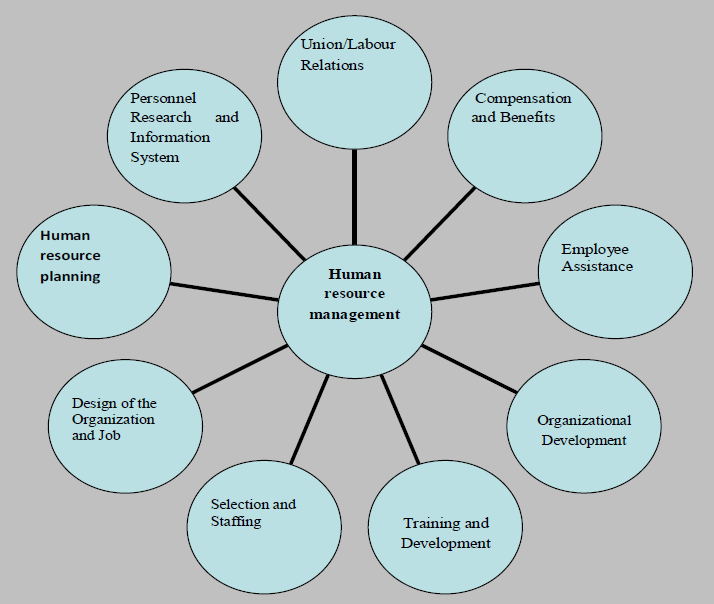 Union/Labour
Relations
Compensation
and Benefits
Employee
Assistance
Organizational
Development
Training and
Development
Selection and
Staffing
Design of the
Organization
and Job
Human
resource
planning
Personnel
Research and
Information
System
Human
resource
management